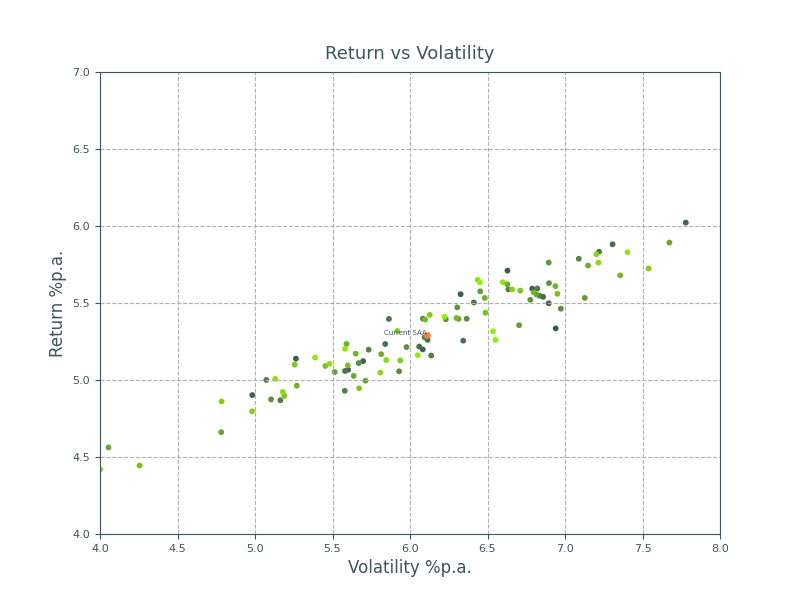 Return vs Volatility
7.0
6.5
6.0
5.5
5.0
4.5
4.0
Return %p.a.
Current SAA
4.0 4.5 5.0 5.5 6.0 6.5 7.0 7.5 8.0
Volatility %p.a.